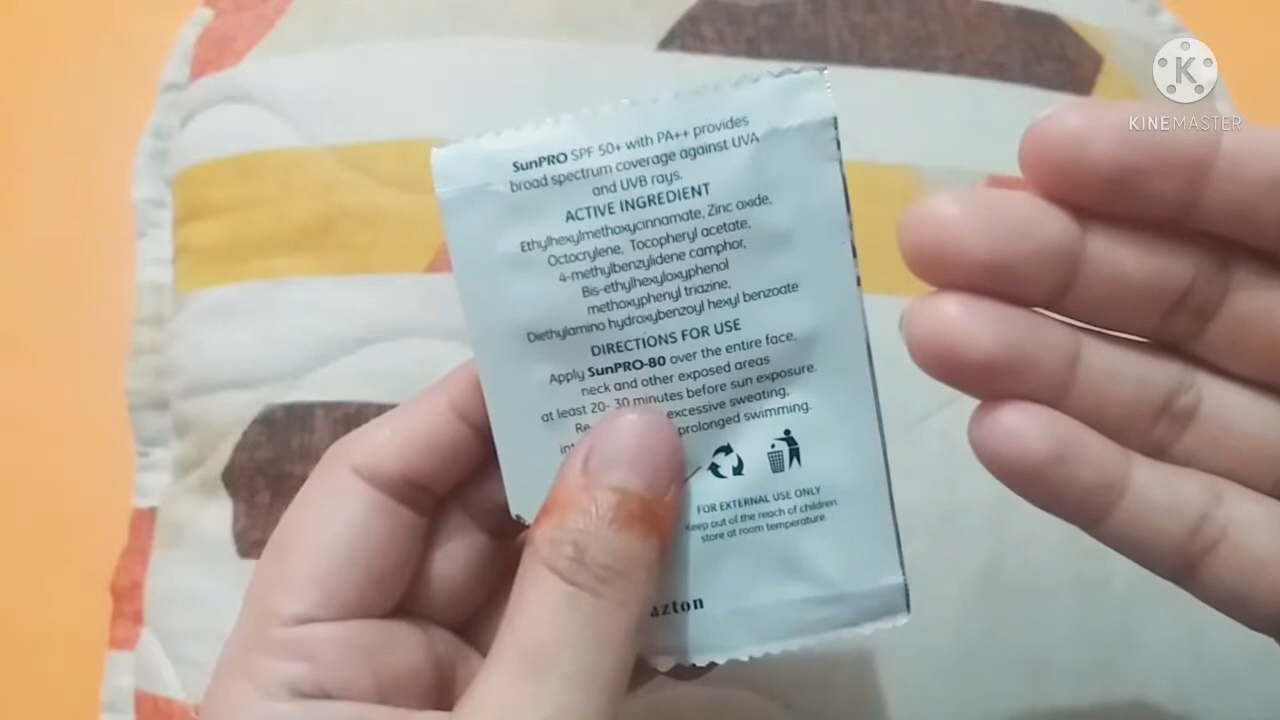 SunPRO SPF 50+ with PA++ provides
broad spectrum coverage against UVA
and UVB rays.
ACTIVE INGREDIENT
Ethylhexylmethoxycinnamate, Zinc oxide,
Octocrylene, Tocopheryl acetate,
4-methylbenzylidene camphor,
Bis-ethylhexyloxyphenol
methoxyphenyl triazine,
Diethylamino hydroxybenzoyl hexyl benzoate
DIRECTIONS FOR USE
Apply SunPRO-80 over the entire face,
neck and other exposed areas
at least 20- 30 minutes before sun exposure.
excessive sweating,
prolonged swimming.
FOR EXTERNAL USE ONLY
Keep out of the reach of children
store at room temperature
azton
K
KINEMASTER